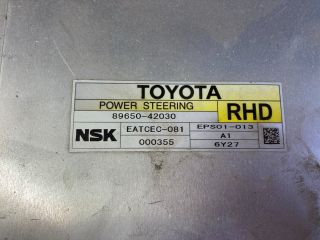 TOYOTA
POWER STEERING
89650-42030
RHD
NSK
EATCEC-081
EPS01-013
000355
A1
6Y27